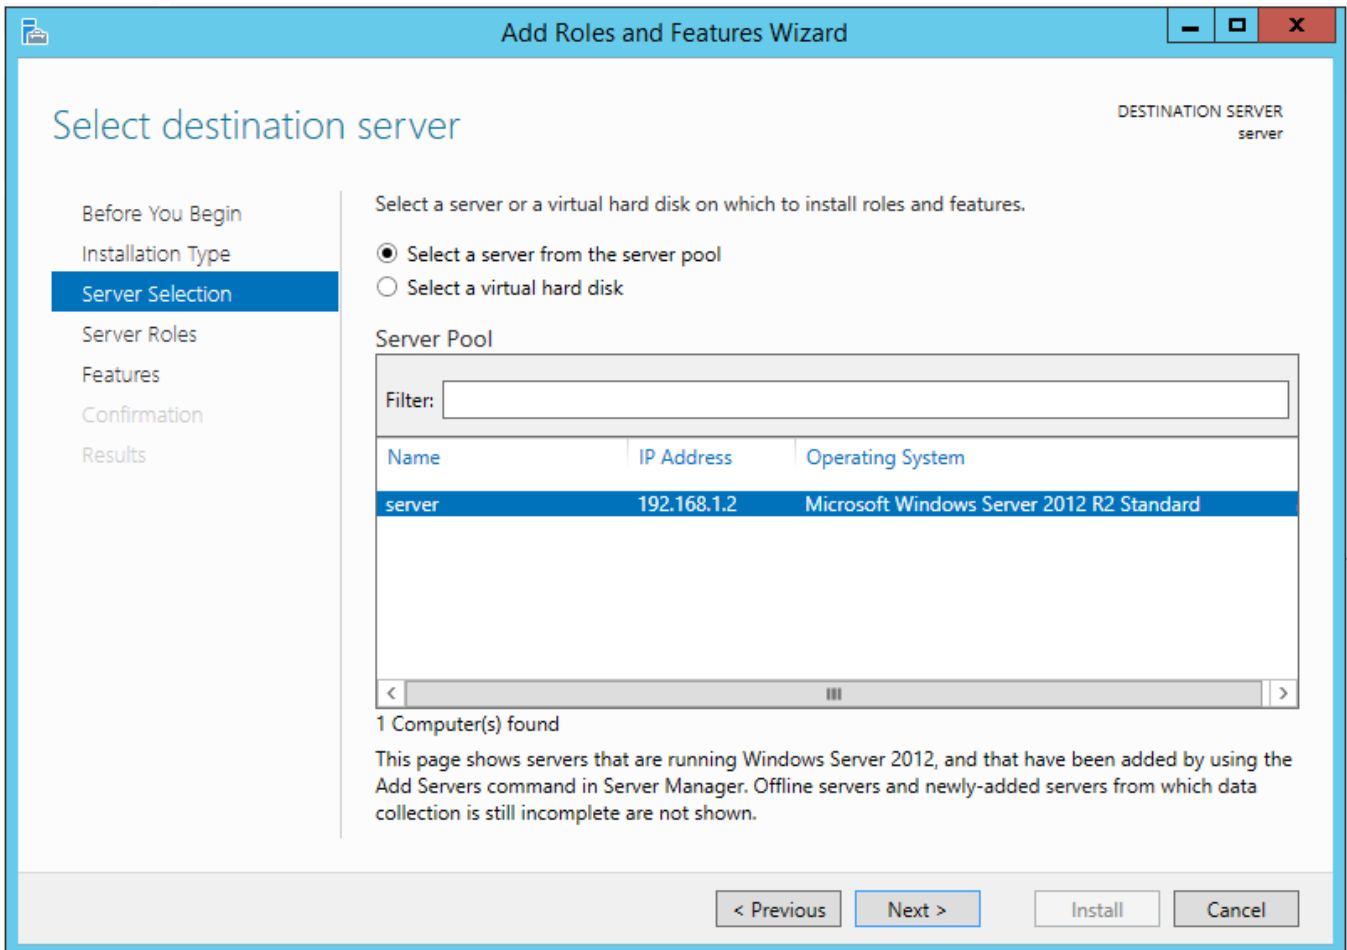 Add Roles and Features Wizard
Select destination server
DESTINATION SERVER
server
Before You Begin
Installation Type
Server Selection
Server Roles
Features
Confirmation
Results
Select a server or a virtual hard disk on which to install roles and features.
Select a server from the server pool
Select a virtual hard disk
Server Pool
Filter:
Name IP Address Operating System
server 192.168.1.2 Microsoft Windows Server 2012 R2 Standard
1 Computer(s) found
This page shows servers that are running Windows Server 2012, and that have been added by using the
Add Servers command in Server Manager. Offline servers and newly-added servers from which data
collection is still incomplete are not shown.
< Previous Next > Install Cancel